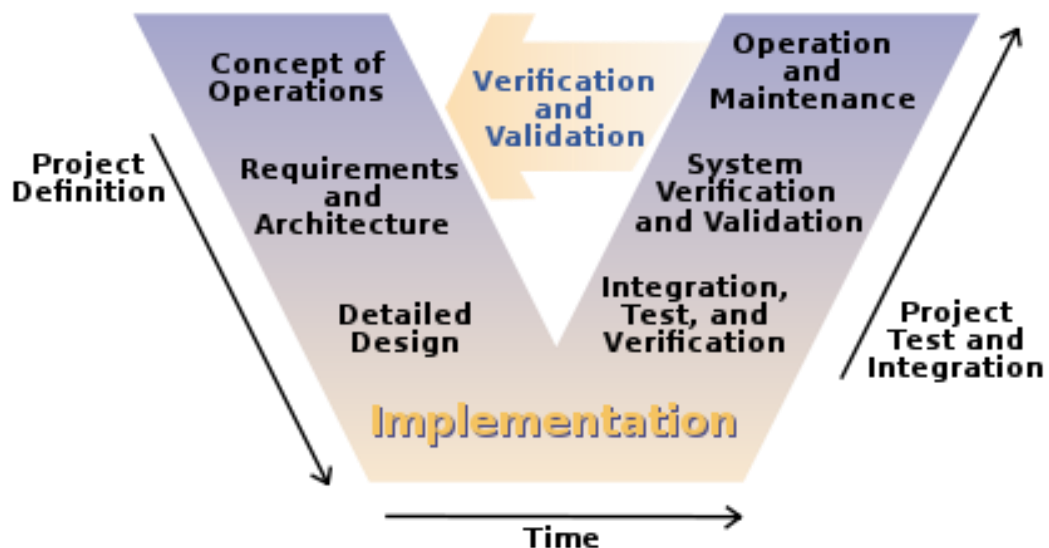 Concept of
Operations
Verification
and
Validation
Operation
and
Maintenance
Project
Definition
Requirements
and
Architecture
System
Verification
and Validation
Detailed
Design
Integration,
Test, and
Verification
Project
Test and
Integration
Implementation
Time